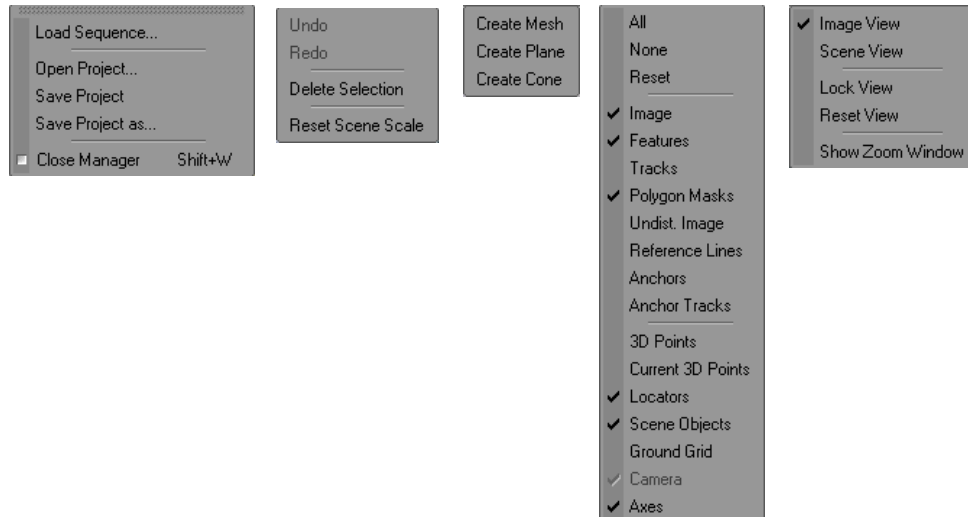 Load Sequence...
Open Project...
Save Project
Save Project as...
Close Manager Shift+W
Undo
Redo
Delete Selection
Reset Scene Scale
Create Mesh
Create Plane
Create Cone
All
None
Reset
Image
Features
Tracks
Polygon Masks
Undist. Image
Reference Lines
Anchors
Anchor Tracks
3D Points
Current 3D Points
Locators
Scene Objects
Ground Grid
Camera
Axes
Image View
Scene View
Lock View
Reset View
Show Zoom Window